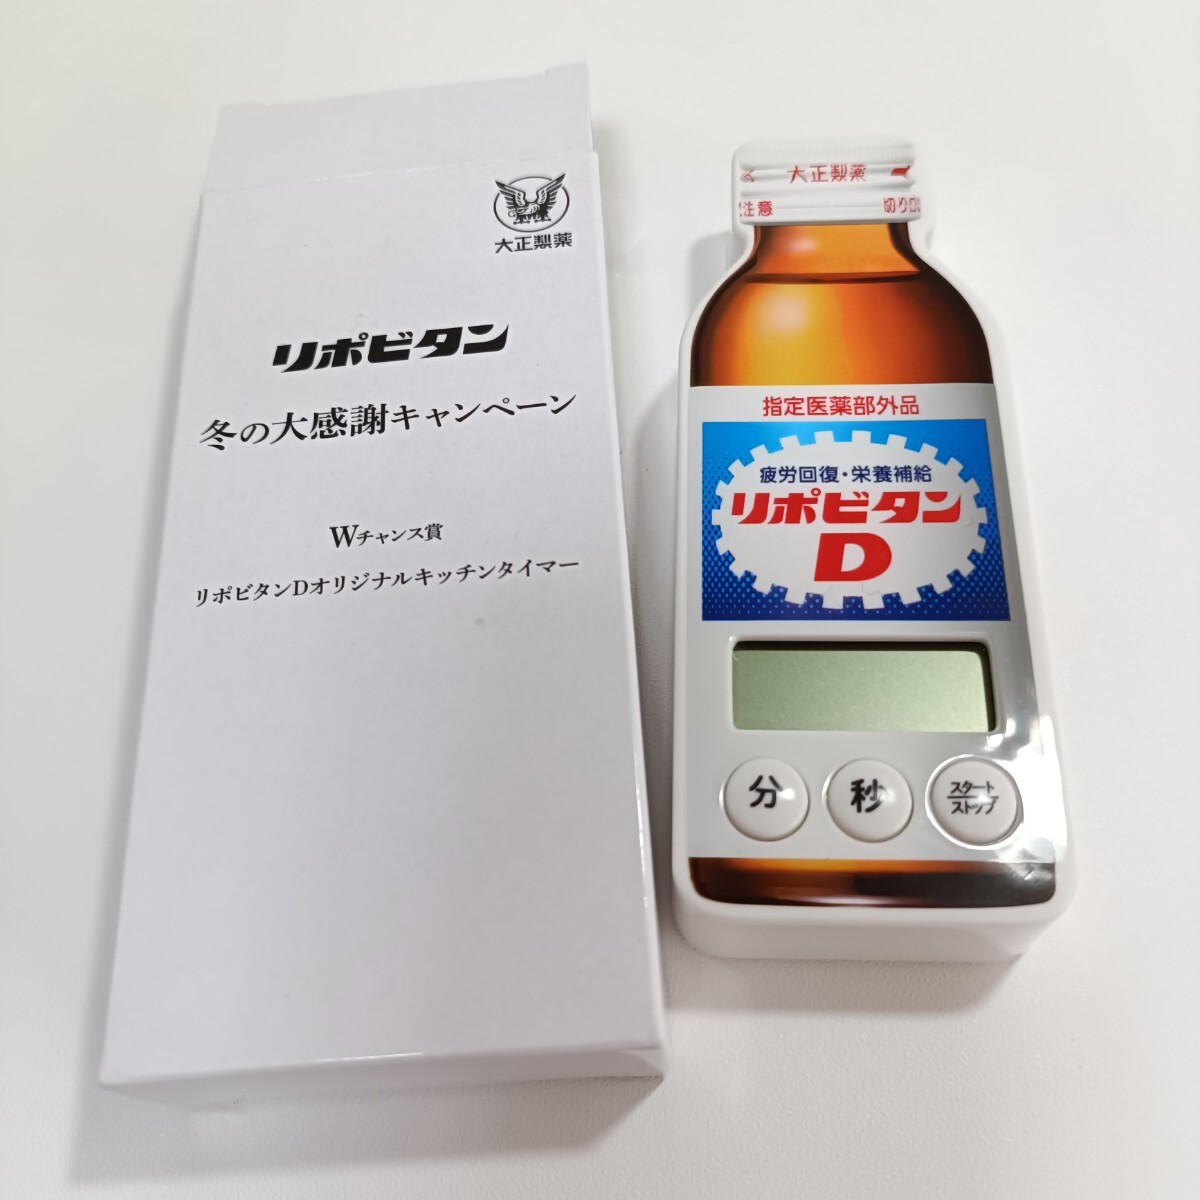 大正製薬
リポビタン
冬の大感謝キャンペーン
Wチャンス賞
リポビタンDオリジナルキッチンタイマー
大正製薬
注意 切り口
指定医薬部外品
疲労回復・栄養補給
リポビタン
D
分
秒
スタート
ストップ